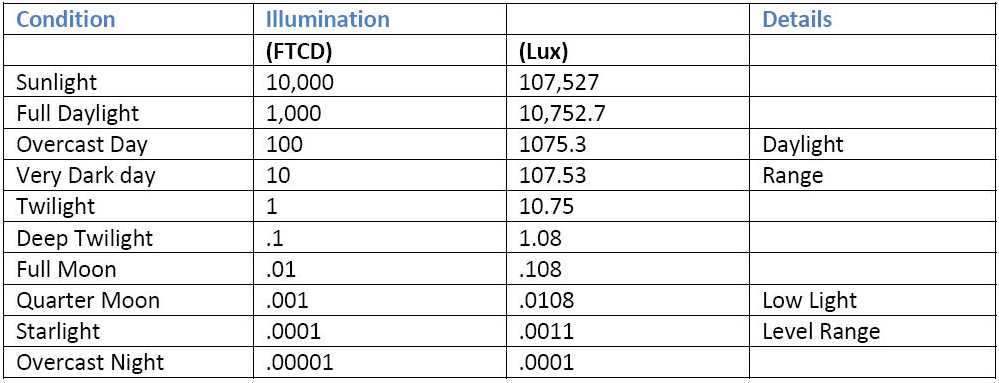 Condition Illumination Details
(FTCD) (Lux)
Sunlight 10,000 107,527
Full Daylight 1,000 10,752.7
Overcast Day 100 1075.3 Daylight
Very Dark day 10 107.53 Range
Twilight 1 10.75
Deep Twilight .1 1.08
Full Moon .01 .108
Quarter Moon .001 .0108 Low Light
Starlight .0001 .0011 Level Range
Overcast Night .00001 .0001